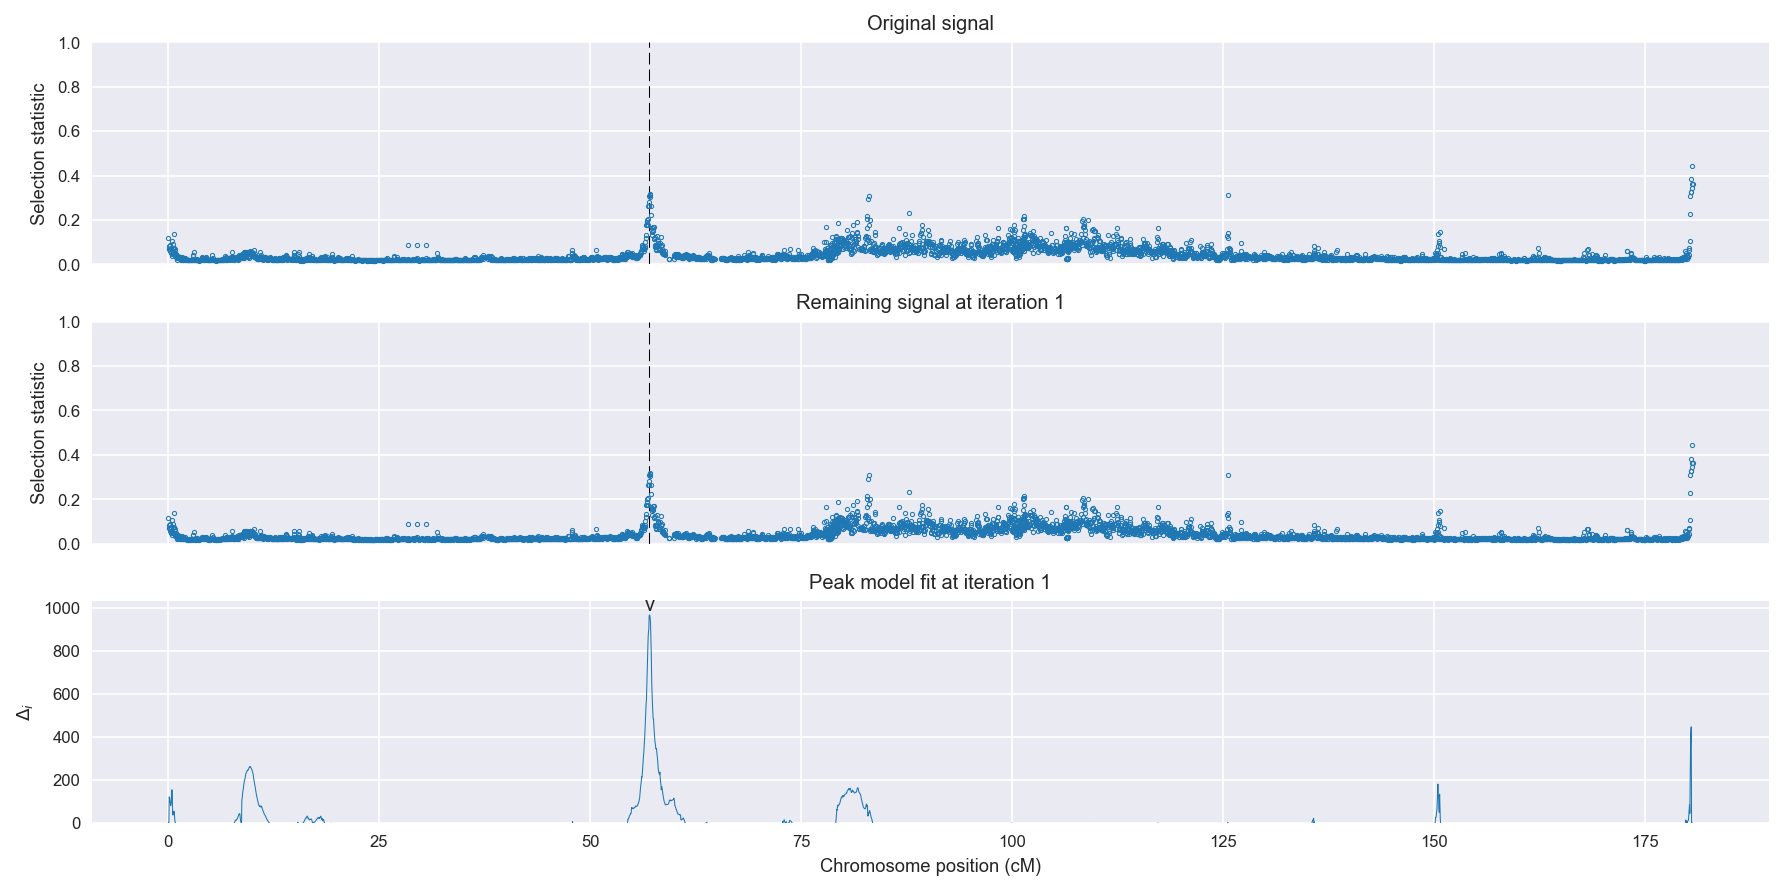 Original signal
Selection statistic
1.0
0.8
0.6
0.4
0.2
0.0
Remaining signal at iteration 1
Selection statistic
1.0
0.8
0.6
0.4
0.2
0.0
Peak model fit at iteration 1
v
Δi
1000
800
600
400
200
0
0 25 50 75 100 125 150 175
Chromosome position (cM)